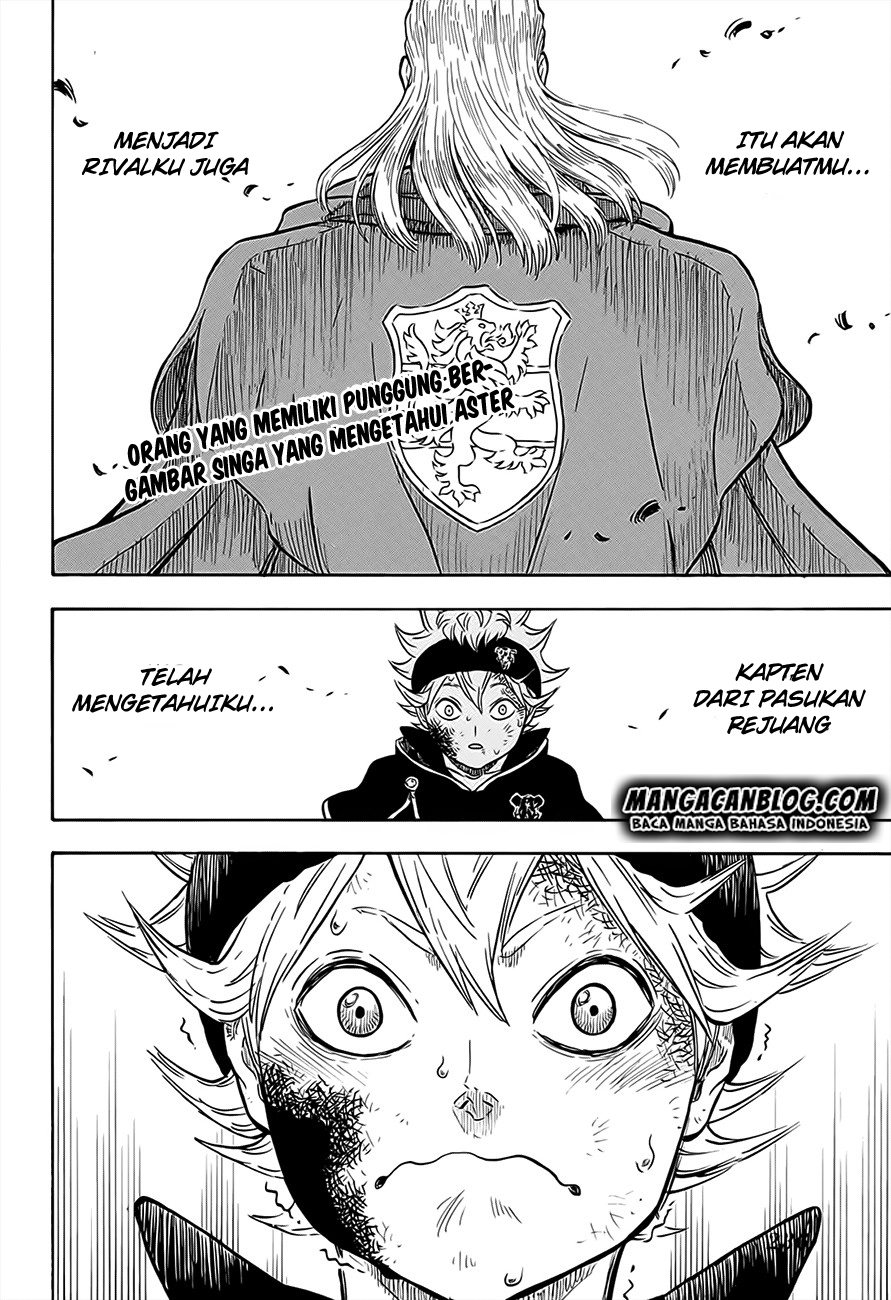 ITU AKAN
MEMBUATMU...
MENJADI
RIVALKU JUGA
ORANG YANG MEMILIKI PUNGGUNG BER-
GAMBAR SINGA YANG MENGETAHUI ASTER
KAPTEN
DARI PASUKAN
REJUANG
TELAH
MENGETAHUIKU...
MANGACANBLOG.COM
BACA MANGA BAHASA INDONESIA